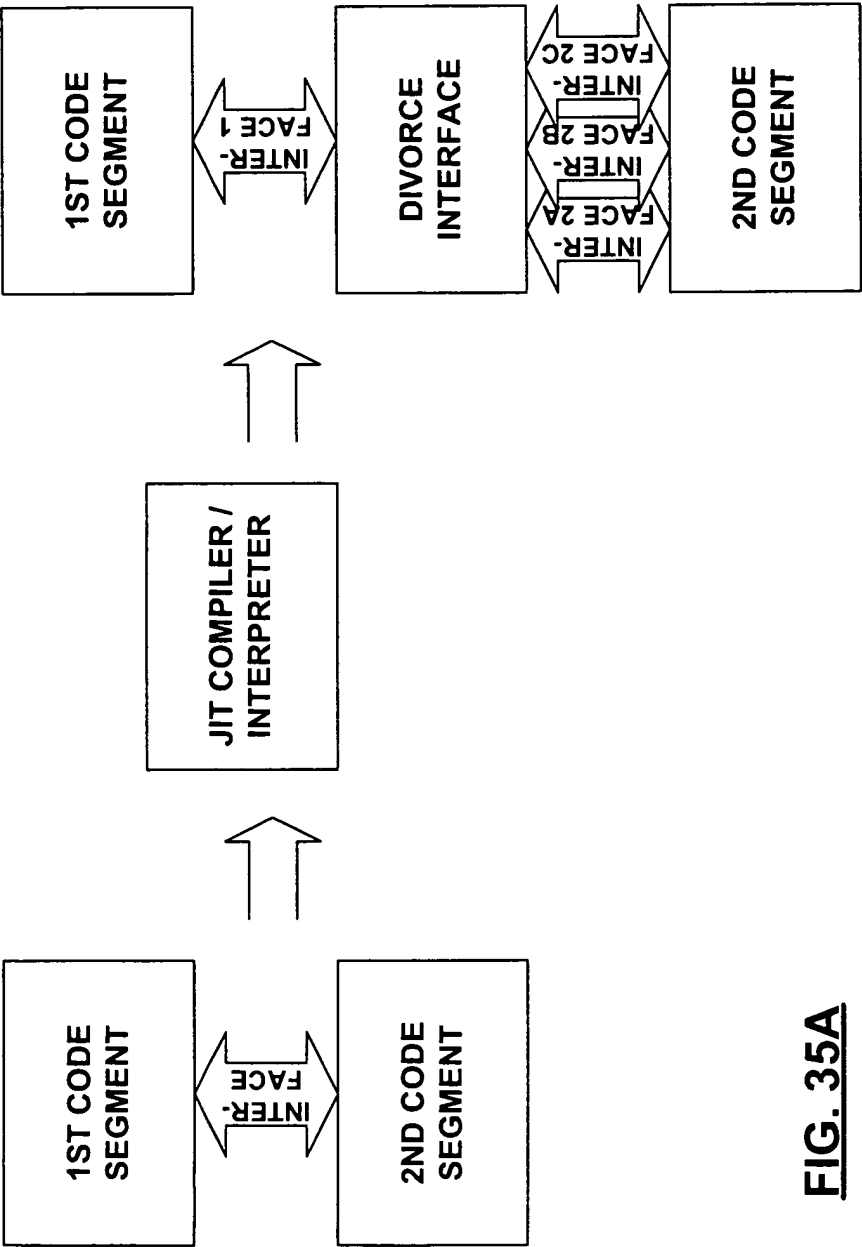 1ST CODE
SEGMENT
INTER-
FACE
2ND CODE
SEGMENT
JIT COMPILER /
INTERPRETER
1ST CODE
SEGMENT
INTER-
FACE 1
DIVORCE
INTERFACE
INTER-
FACE 2A
INTER-
FACE 2B
INTER-
FACE 2C
2ND CODE
SEGMENT
FIG. 35A